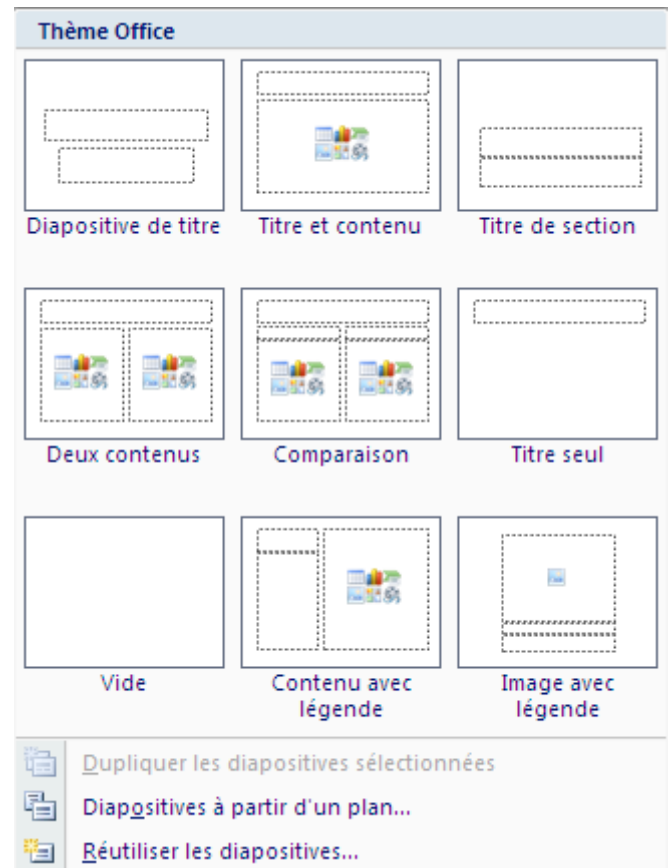 Thème Office
Diapositive de titre
Titre et contenu
Titre de section
Deux contenus
Comparaison
Titre seul
Vide
Contenu avec
légende
Image avec
légende
Dupliquer les diapositives sélectionnées
Diapositives à partir d'un plan...
Réutiliser les diapositives...